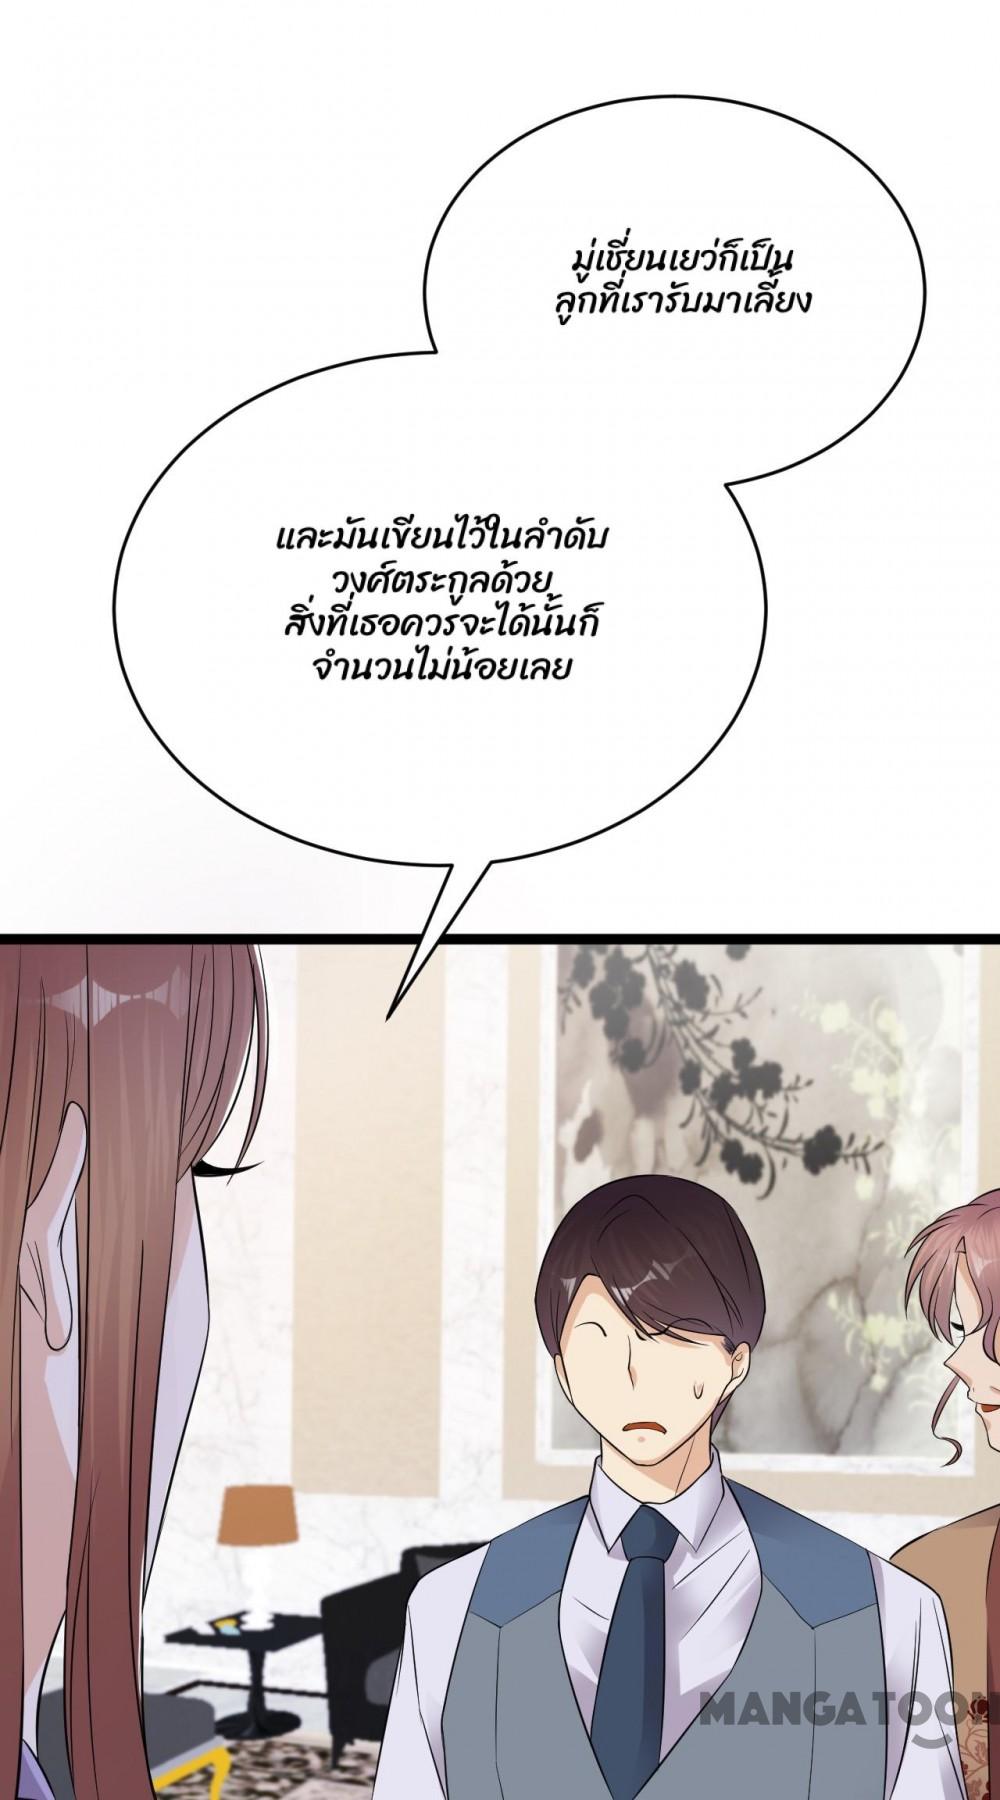 มู่เชี่ยนเยว่ก็เป็น
ลูกที่เรารับมาเลี้ยง
และมันเขียนไว้ในลำดับ
วงศ์ตระกูลด้วย
สิ่งที่เธอควรจะได้นั้นก็
จำนวนไม่น้อยเลย
MANGATOON